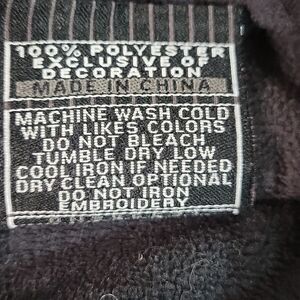 100% POLYESTER
EXCLUSIVE OF
DECORATION
MADE IN CHINA
MACHINE WASH COLD
WITH LIKES COLORS
DO NOT BLEACH
TUMBLE DRY LOW
COOL IRON IF NEEDED
DRY CLEAN OPTIONAL
DO NOT IRON
EMBROIDERY